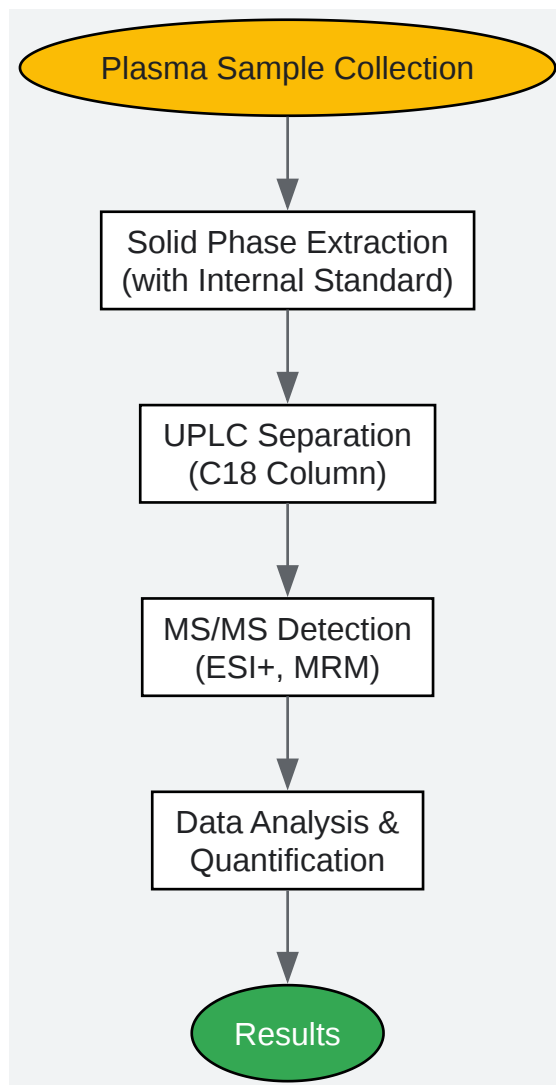 Plasma Sample Collection
Solid Phase Extraction
(with Internal Standard)
UPLC Separation
(C18 Column)
MS/MS Detection
(ESI+, MRM)
Data Analysis &
Quantification
Results